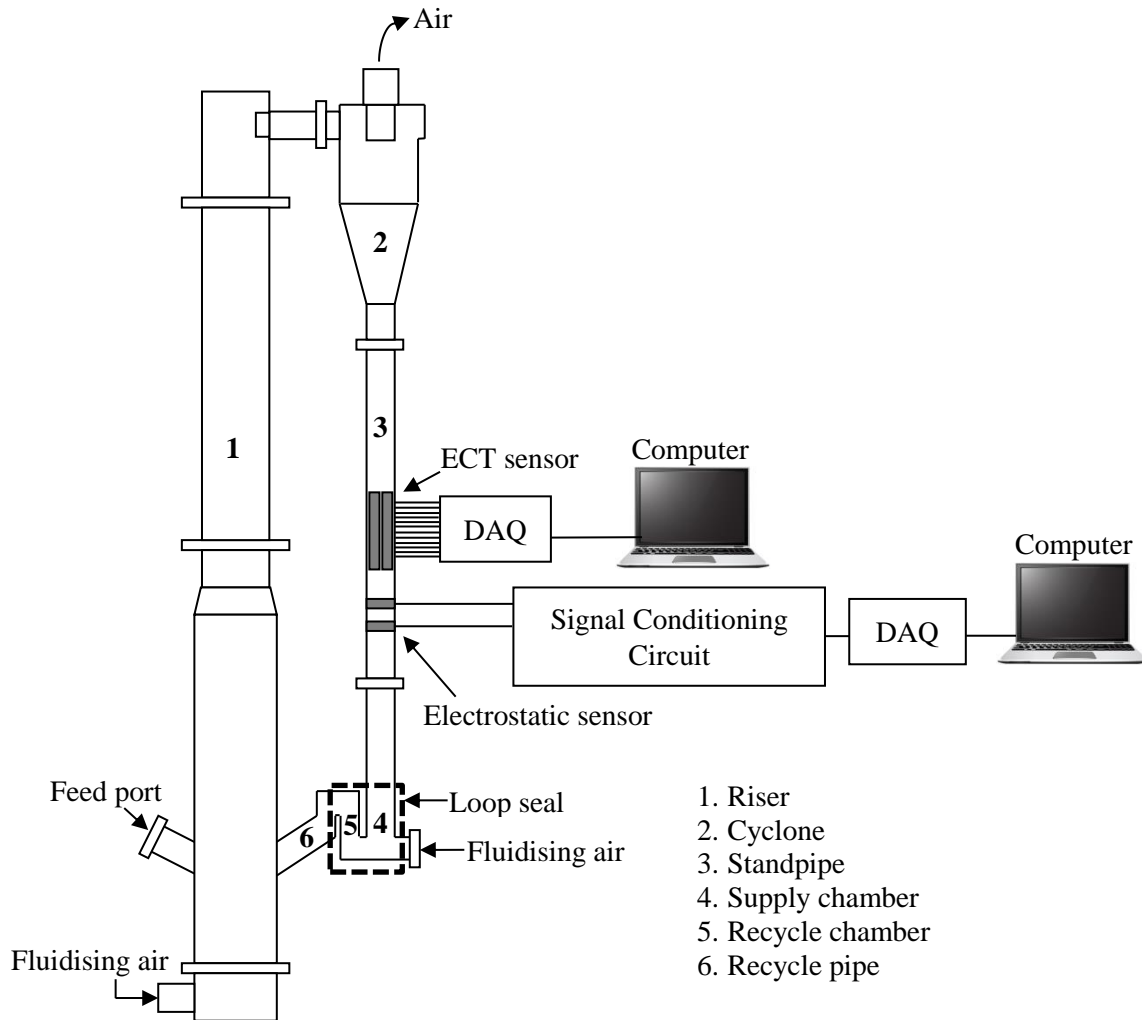 Air
2
3
1
Computer
ECT sensor
DAQ
Computer
Signal Conditioning
Circuit
DAQ
Electrostatic sensor
Feed port
Loop seal
5
4
6
Fluidising air
1. Riser
2. Cyclone
3. Standpipe
4. Supply chamber
5. Recycle chamber
6. Recycle pipe
Fluidising air